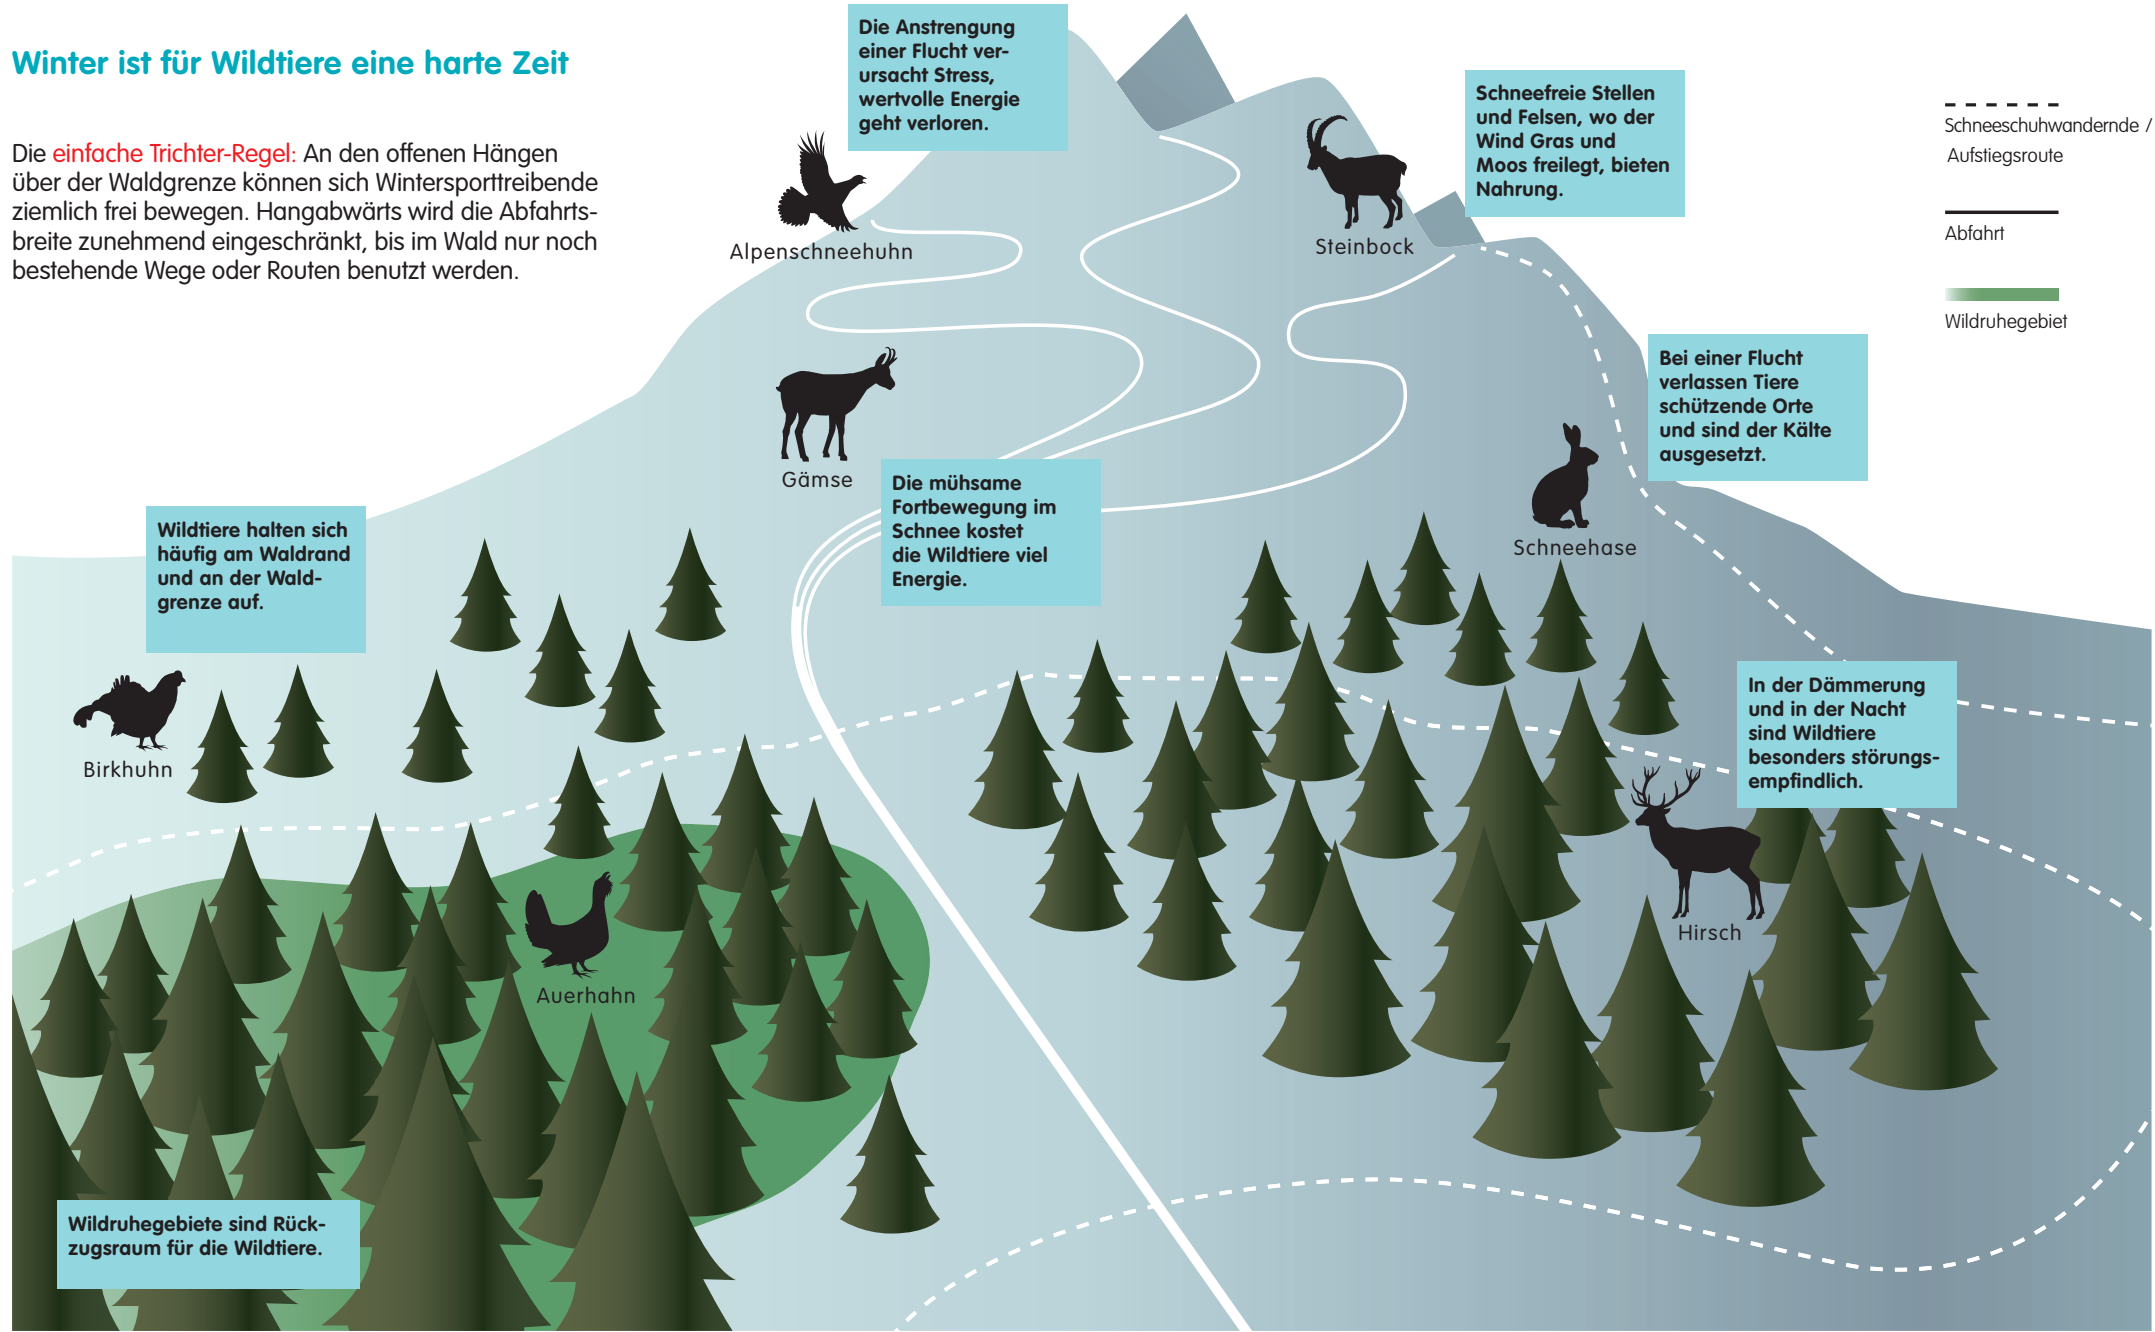 Winter ist für Wildtiere eine harte Zeit
Die einfache Trichter-Regel: An den offenen Hängen
über der Waldgrenze können sich Wintersporttreibende
ziemlich frei bewegen. Hangabwärts wird die Abfahrts-
breite zunehmend eingeschränkt, bis im Wald nur noch
bestehende Wege oder Routen benutzt werden.
Die Anstrengung
einer Flucht ver-
ursacht Stress,
wertvolle Energie
geht verloren.
Schneefreie Stellen
und Felsen, wo der
Wind Gras und
Moos freilegt, bieten
Nahrung.
Schneeschuhwandernde /
Aufstiegsroute
Abfahrt
Wildruhegebiet
Alpenschneehuhn
Steinbock
Bei einer Flucht
verlassen Tiere
schützende Orte
und sind der Kälte
ausgesetzt.
Gämse
Die mühsame
Fortbewegung im
Schnee kostet
die Wildtiere viel
Energie.
Schneehase
Wildtiere halten sich
häufig am Waldrand
und an der Wald-
grenze auf.
Birkhuhn
In der Dämmerung
und in der Nacht
sind Wildtiere
besonders störungs-
empfindlich.
Hirsch
Auerhahn
Wildruhegebiete sind Rück-
zugsraum für die Wildtiere.